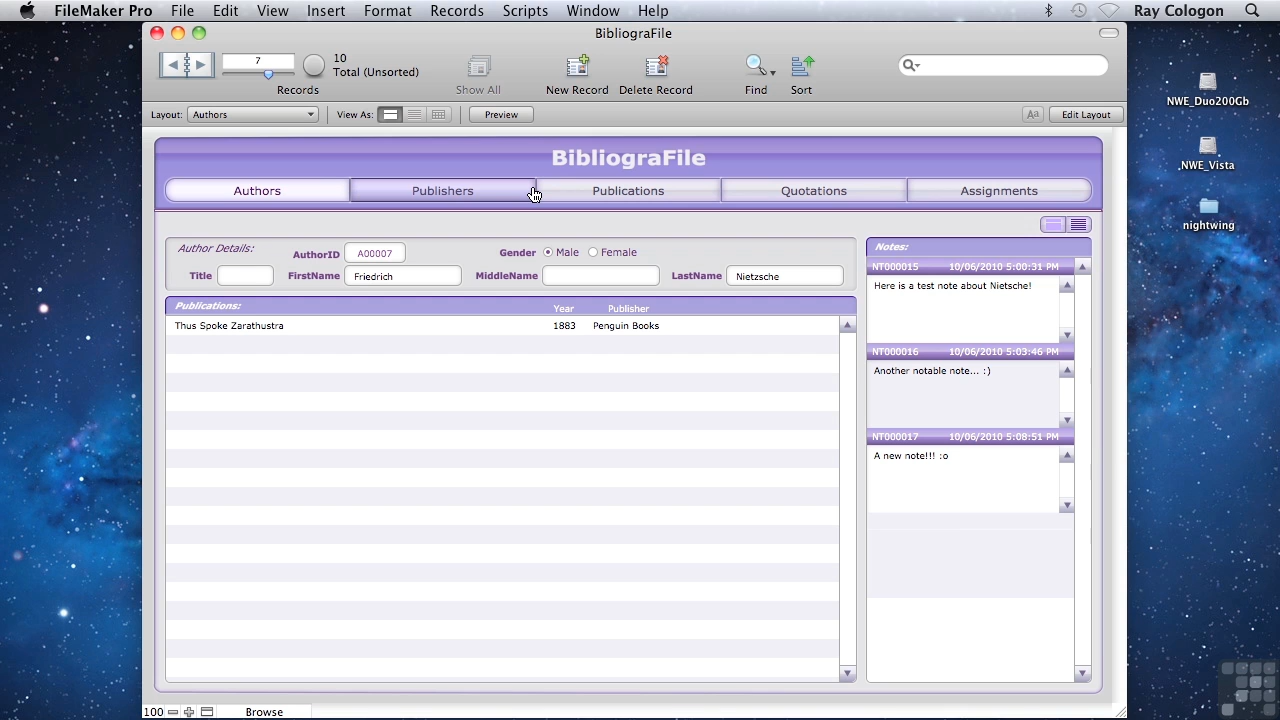 FileMaker Pro File Edit View Insert Format Records Scripts Window Help Ray Cologon
BibliograFile
7
10
Total (Unsorted)
Records
Show All
New Record
Delete Record
Find
Sort
Layout: Authors View As: Preview Aa Edit Layout
NWE_Duo200Gb
NWE_Vista
nightwing
BibliograFile
Authors Publishers Publications Quotations Assignments
Author Details:
AuthorID A00007 Gender Male Female
Title FirstName Friedrich MiddleName LastName Nietzsche
Publications: Year Publisher
Thus Spoke Zarathustra 1883 Penguin Books
Notes:
NT000015 10/06/2010 5:00:31 PM
Here is a test note about Nietsche!
NT000016 10/06/2010 5:03:46 PM
Another notable note... :)
NT000017 10/06/2010 5:08:51 PM
A new note!!! :o
100 Browse